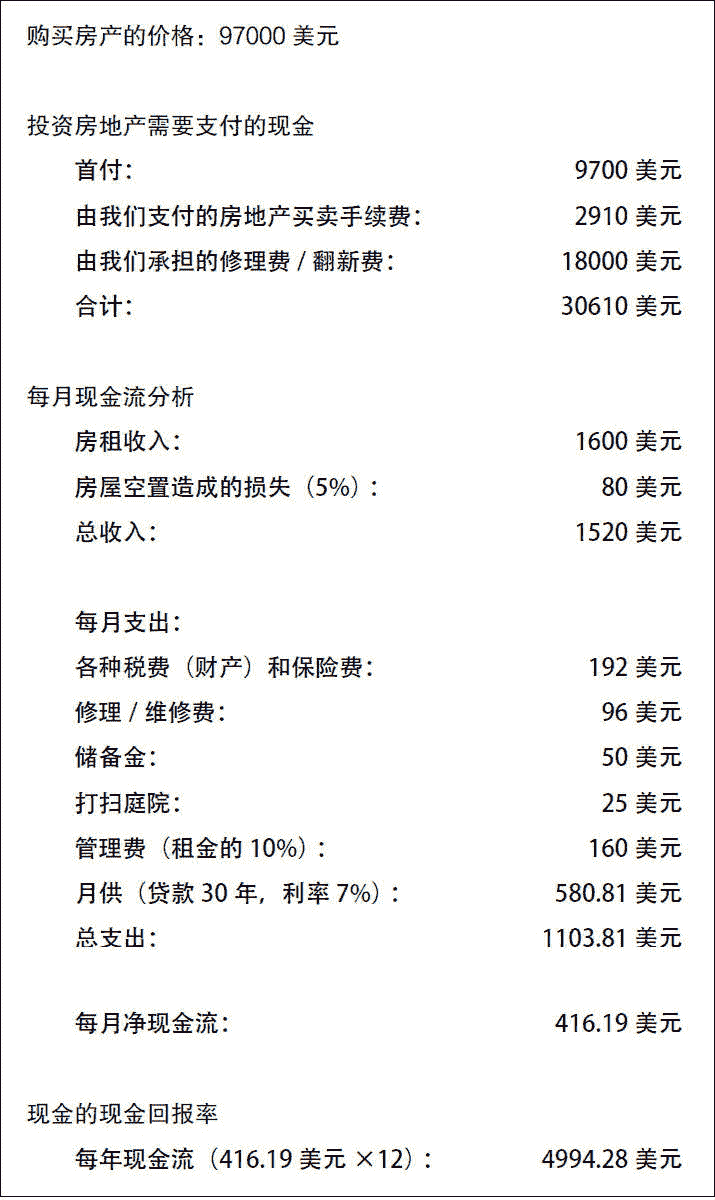 购买房产的价格：97000 美元
投资房地产需要支付的现金
首付： 9700 美元
由我们支付的房地产买卖手续费： 2910 美元
由我们承担的修理费 / 翻新费： 18000 美元
合计： 30610 美元
每月现金流分析
房租收入： 1600 美元
房屋空置造成的损失（5%）： 80 美元
总收入： 1520 美元
每月支出：
各种税费（财产）和保险费： 192 美元
修理 / 维修费： 96 美元
储备金： 50 美元
打扫庭院： 25 美元
管理费（租金的 10%）： 160 美元
月供（贷款 30 年，利率 7%）： 580.81 美元
总支出： 1103.81 美元
每月净现金流： 416.19 美元
现金的现金回报率
每年现金流（416.19 美元 ×12）： 4994.28 美元